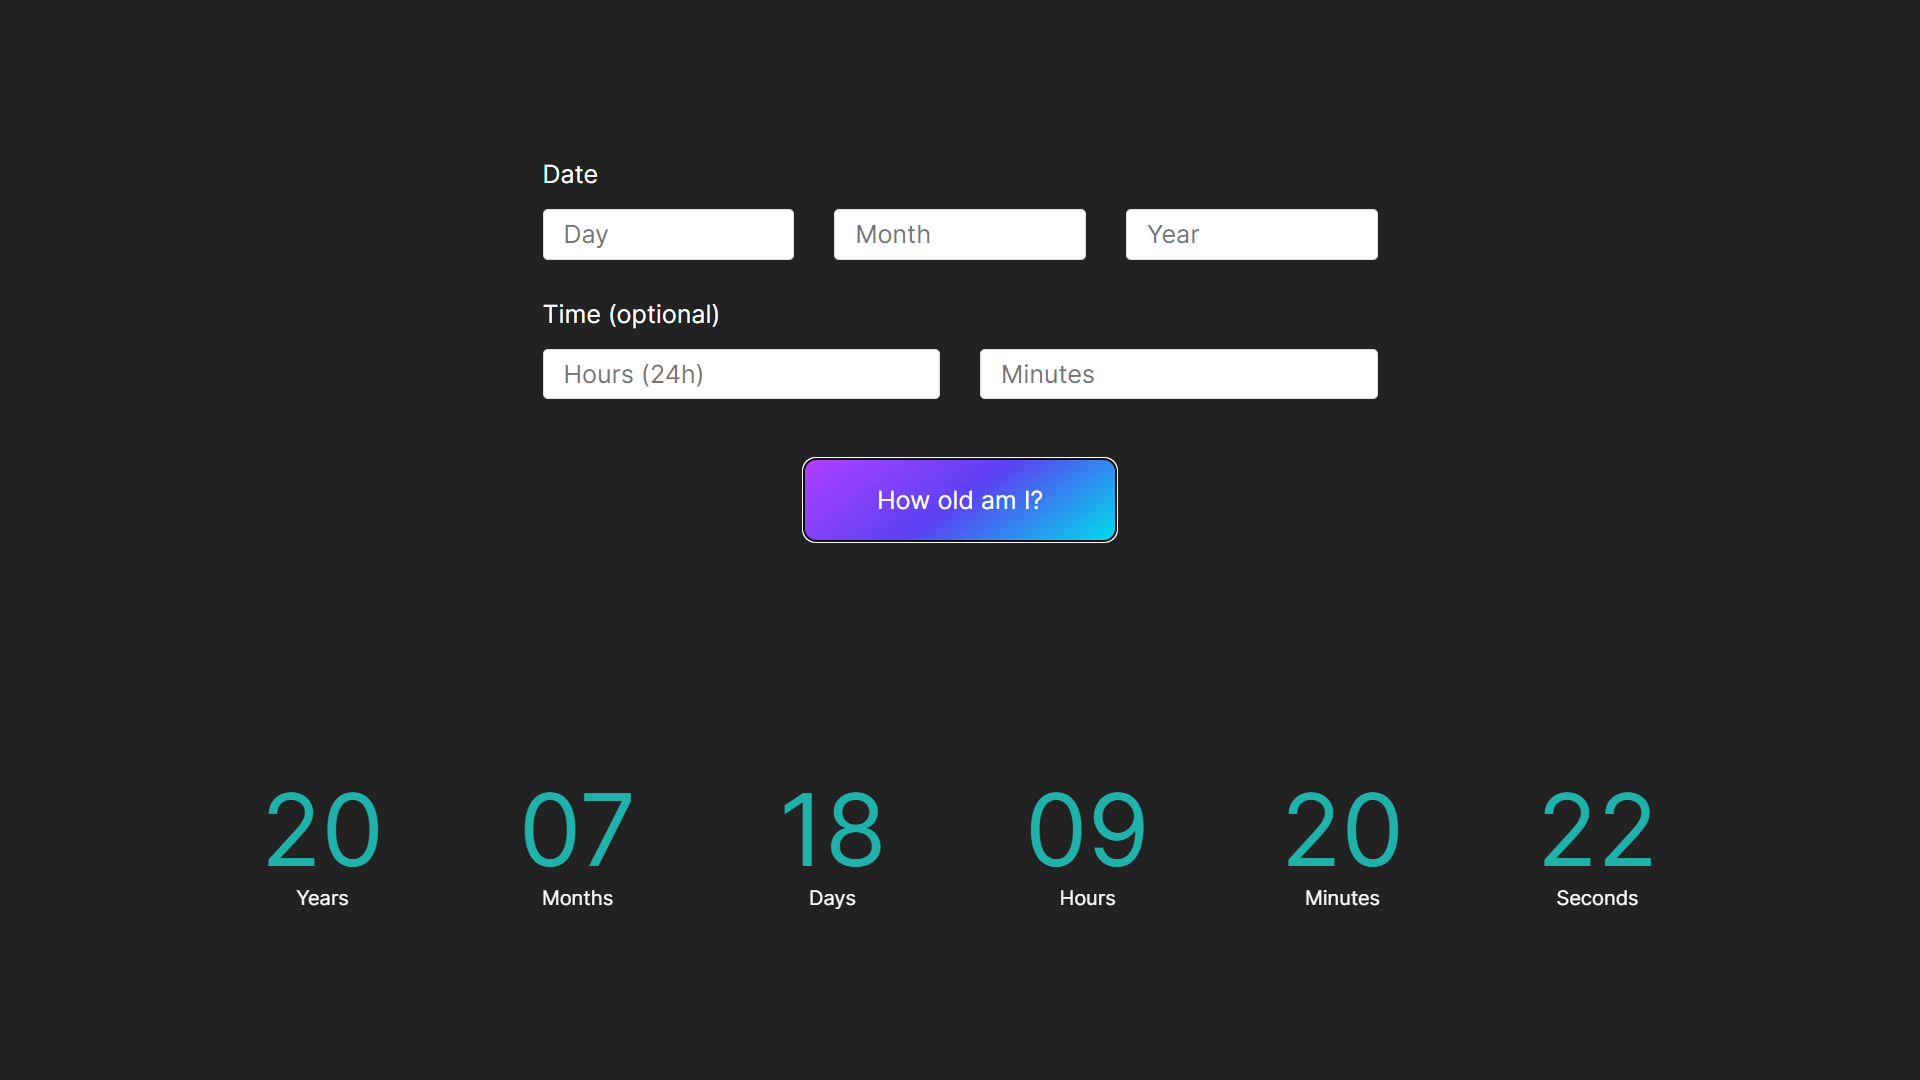 Date
Day Month Year
Time (optional)
Hours (24h) Minutes
How old am I?
20 07 18 09 20 22
Years Months Days Hours Minutes Seconds